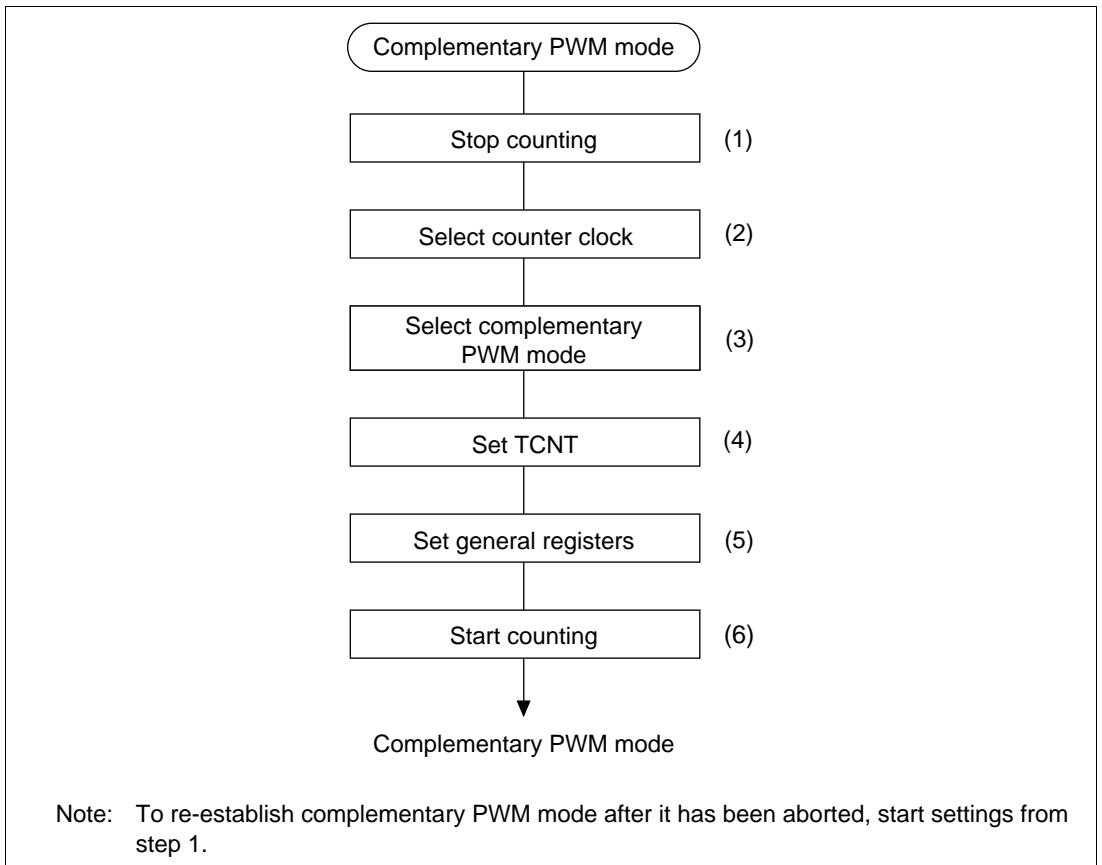 Complementary PWM mode
Stop counting (1)
Select counter clock (2)
Select complementary
PWM mode (3)
Set TCNT (4)
Set general registers (5)
Start counting (6)
Complementary PWM mode
Note: To re-establish complementary PWM mode after it has been aborted, start settings from
step 1.